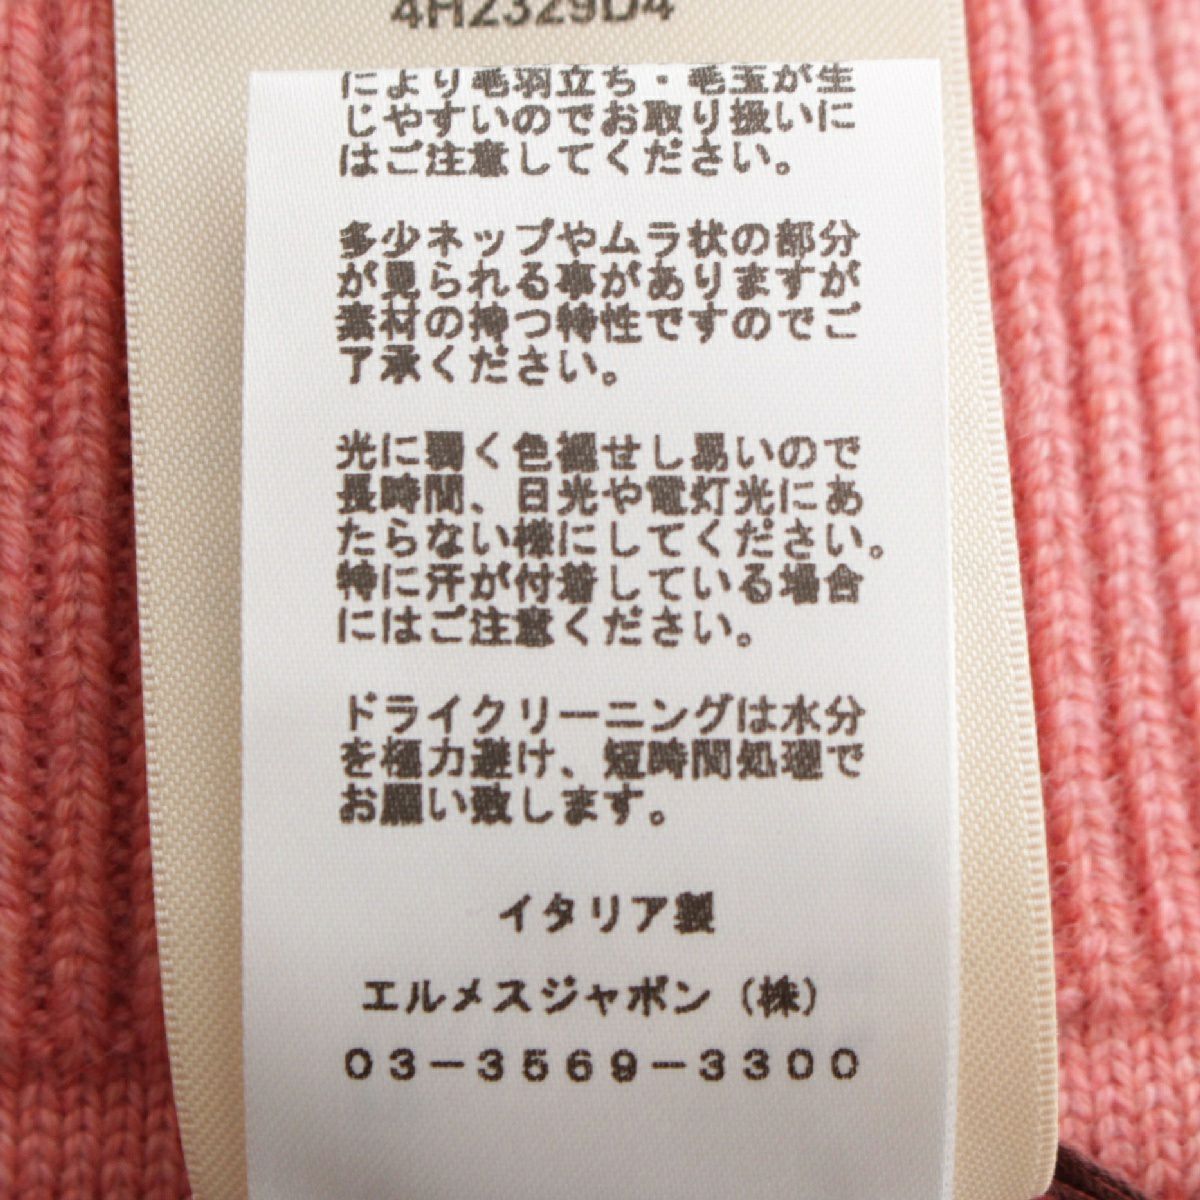 4H2329D4
により毛羽立ち・毛玉が生
じやすいのでお取り扱いに
はご注意してください。
多少ネップやムラ状の部分
が見られる事がありますが
素材の持つ特性ですのでご
了承ください。
光に弱く色褪せし易いので
長時間、日光や電灯光にあ
たらない様にしてください。
特に汗が付着している場合
にはご注意ください。
ドライクリーニングは水分
を極力避け、短時間処理で
お願い致します。
イタリア製
エルメスジャポン（株）
03-3569-3300